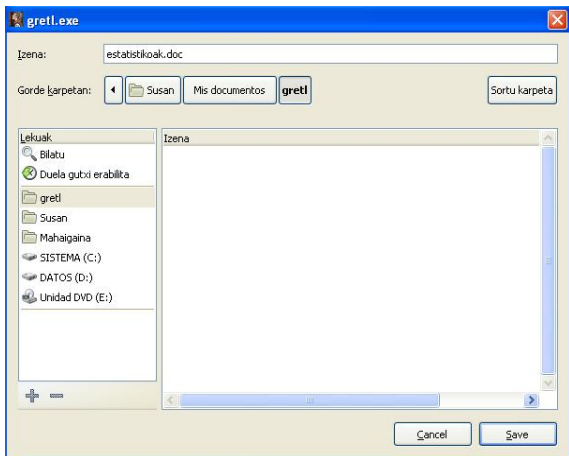 gretl.exe
Izena: estatistikoak.doc
Gorde karpetan: Susan Mis documentos gretl Sortu karpeta
Lekuak Izena
Bilatu
Duela gutxi erabilita
gretl
Susan
Mahaigaina
SISTEMA (C:)
DATOS (D:)
Unidad DVD (E:)
Cancel Save